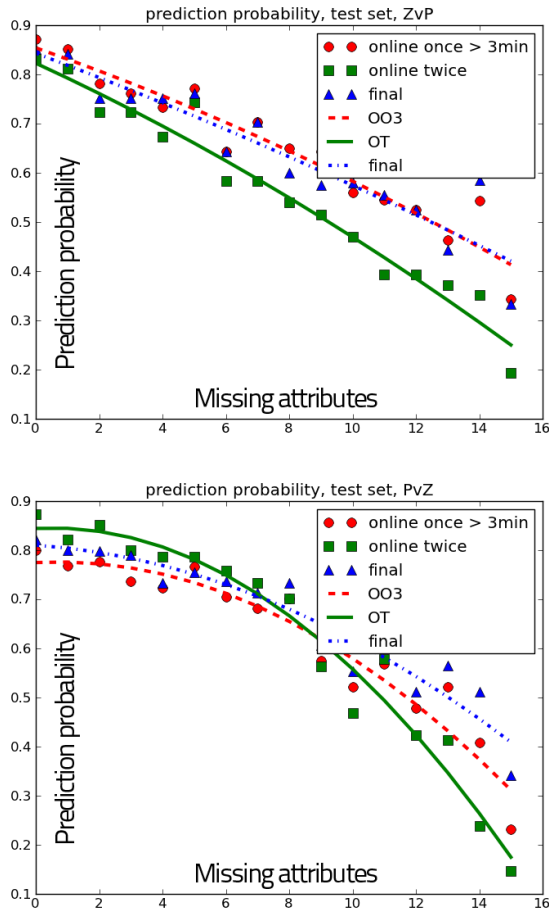 prediction probability, test set, ZvP
0.9
0.8
0.7
0.6
0.5
0.4
0.3
0.2
0.1
Prediction probability
online once > 3min
online twice
final
OO3
OT
final
Missing attributes
0 2 4 6 8 10 12 14 16
prediction probability, test set, PvZ
0.9
0.8
0.7
0.6
0.5
0.4
0.3
0.2
0.1
Prediction probability
online once > 3min
online twice
final
OO3
OT
final
Missing attributes
0 2 4 6 8 10 12 14 16